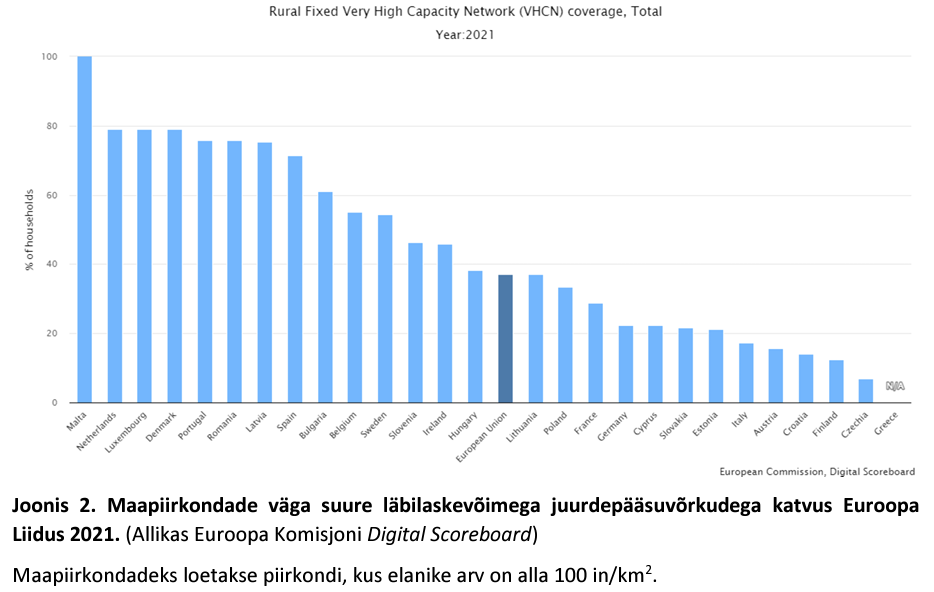 Rural Fixed Very High Capacity Network (VHCN) coverage, Total
Year:2021
% of households
100
80
60
40
20
0
Malta
Netherlands
Luxembourg
Denmark
Portugal
Romania
Latvia
Spain
Bulgaria
Belgium
Sweden
Slovenia
Ireland
Hungary
European Union
Lithuania
Poland
France
Germany
Cyprus
Slovakia
Estonia
Italy
Austria
Croatia
Finland
Czechia
Greece
N/A
European Commission, Digital Scoreboard
Joonis 2. Maapiirkondade väga suure läbilaskevõimega juurdepääsuvõrkudega katvus Euroopa
Liidus 2021. (Allikas Euroopa Komisjoni Digital Scoreboard)
Maapiirkondadeks loetakse piirkondi, kus elanike arv on alla 100 in/km².